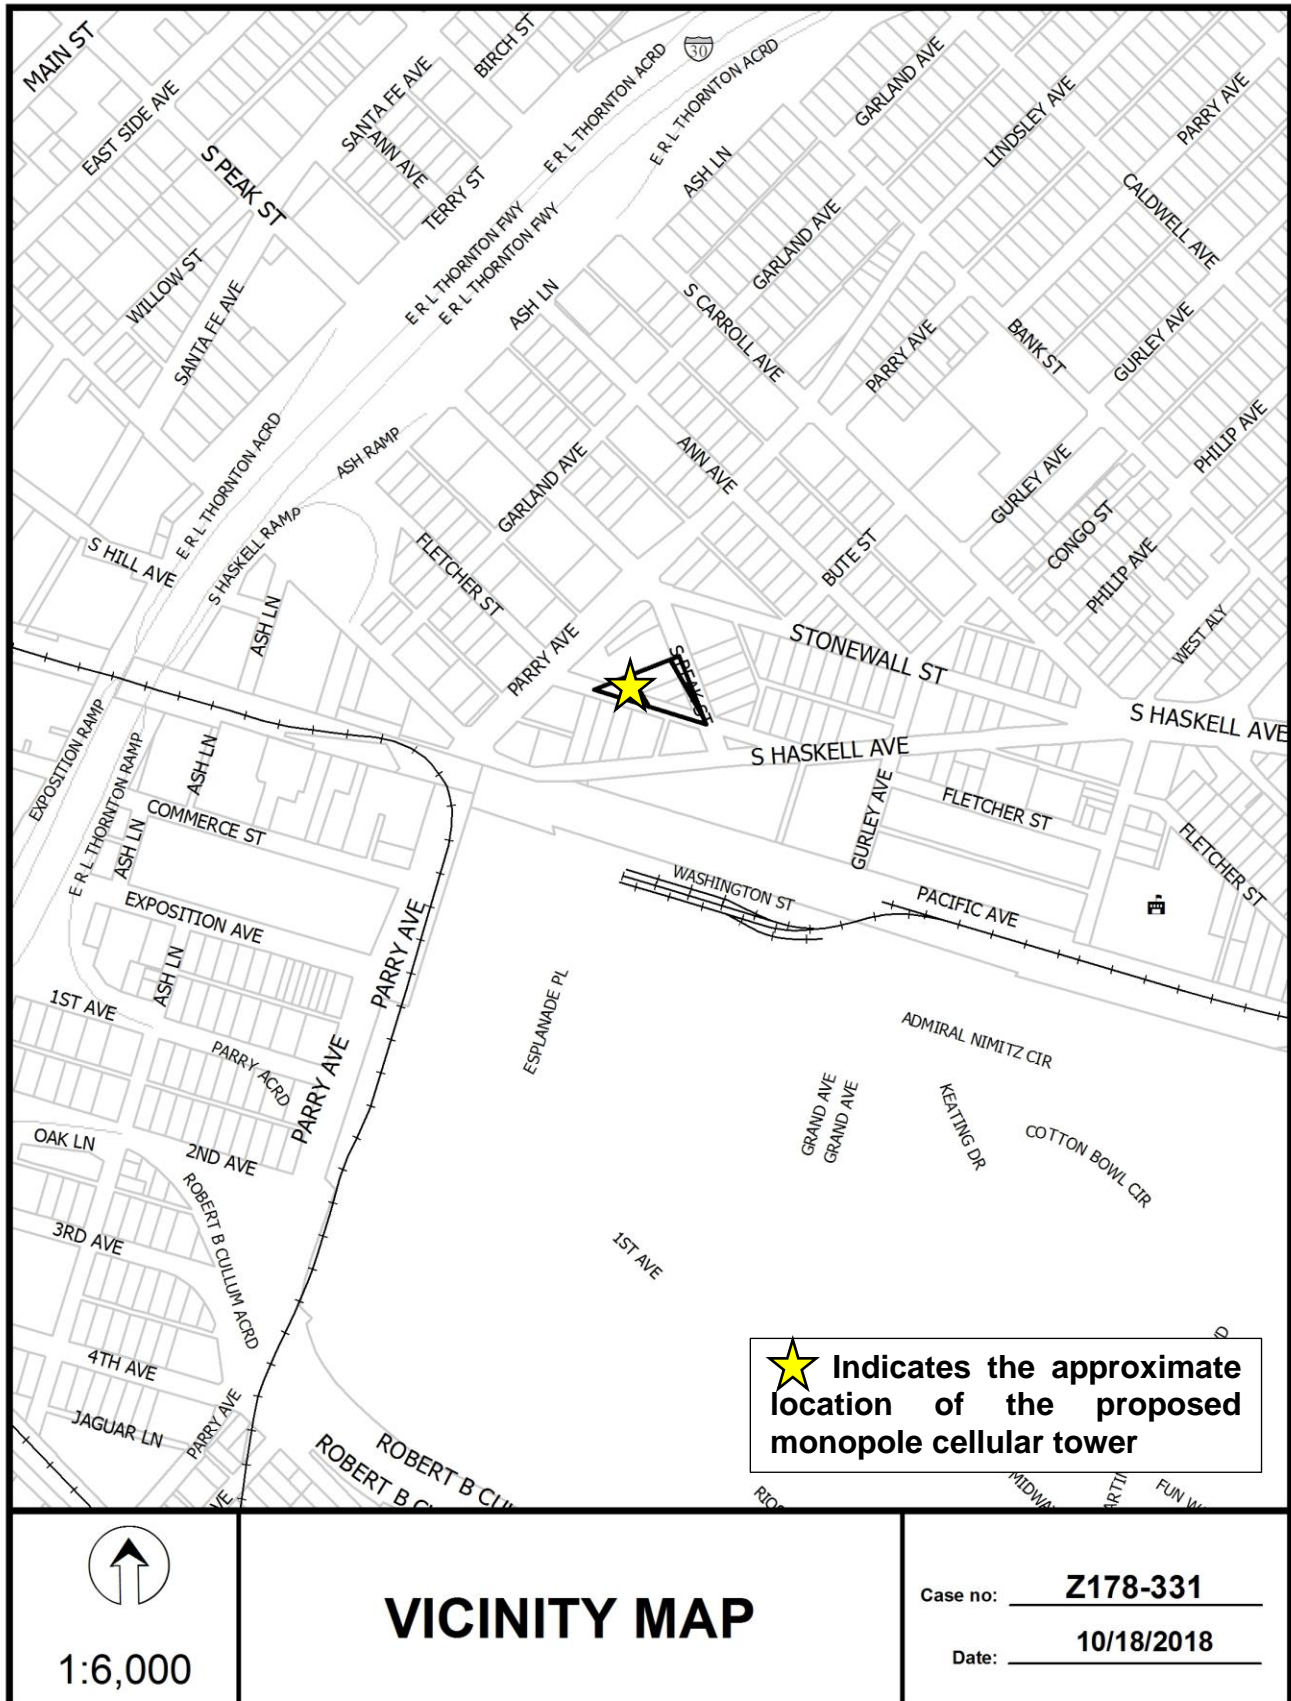 MAIN ST
EAST SIDE AVE
SANTA FE AVE
ANN AVE
BIRCH ST
30
E R L THORNTON ACRD
E R L THORNTON ACRD
GARLAND AVE
LINDSLEY AVE
PARRY AVE
S PEAK ST
TERRY ST
ASH LN
CALDWELL AVE
WILLOW ST
SANTA FE AVE
E R L THORNTON FWY
E R L THORNTON FWY
ASH LN
GARLAND AVE
S CARROLL AVE
PARRY AVE
BANK ST
GURLEY AVE
E R L THORNTON ACRD
ASH RAMP
GARLAND AVE
ANN AVE
GURLEY AVE
PHILIP AVE
S HILL AVE
S HASKELL RAMP
FLETCHER ST
BUTE ST
CONGO ST
PHILIP AVE
ASH LN
PARRY AVE
S PEAK ST
STONEWALL ST
WEST ALY
S HASKELL AVE
S HASKELL AVE
EXPOSITION RAMP
E R L THORNTON RAMP
ASH LN
COMMERCE ST
ASH LN
GURLEY AVE
FLETCHER ST
FLETCHER ST
WASHINGTON ST
PACIFIC AVE
EXPOSITION AVE
PARRY AVE
ASH LN
1ST AVE
ESPLANADE PL
PARRY ACRD
PARRY AVE
ADMIRAL NIMITZ CIR
GRAND AVE
GRAND AVE
KEATING DR
COTTON BOWL CIR
OAK LN
2ND AVE
ROBERT B CULLUM ACRD
3RD AVE
1ST AVE
4TH AVE
JAGUAR LN
PARRY AVE
ROBERT B CU
ROBERT B C
VE
Indicates the approximate
location of the proposed
monopole cellular tower
MIDWA
ARTI
FUN W
1:6,000
VICINITY MAP
Case no: Z178-331
Date: 10/18/2018